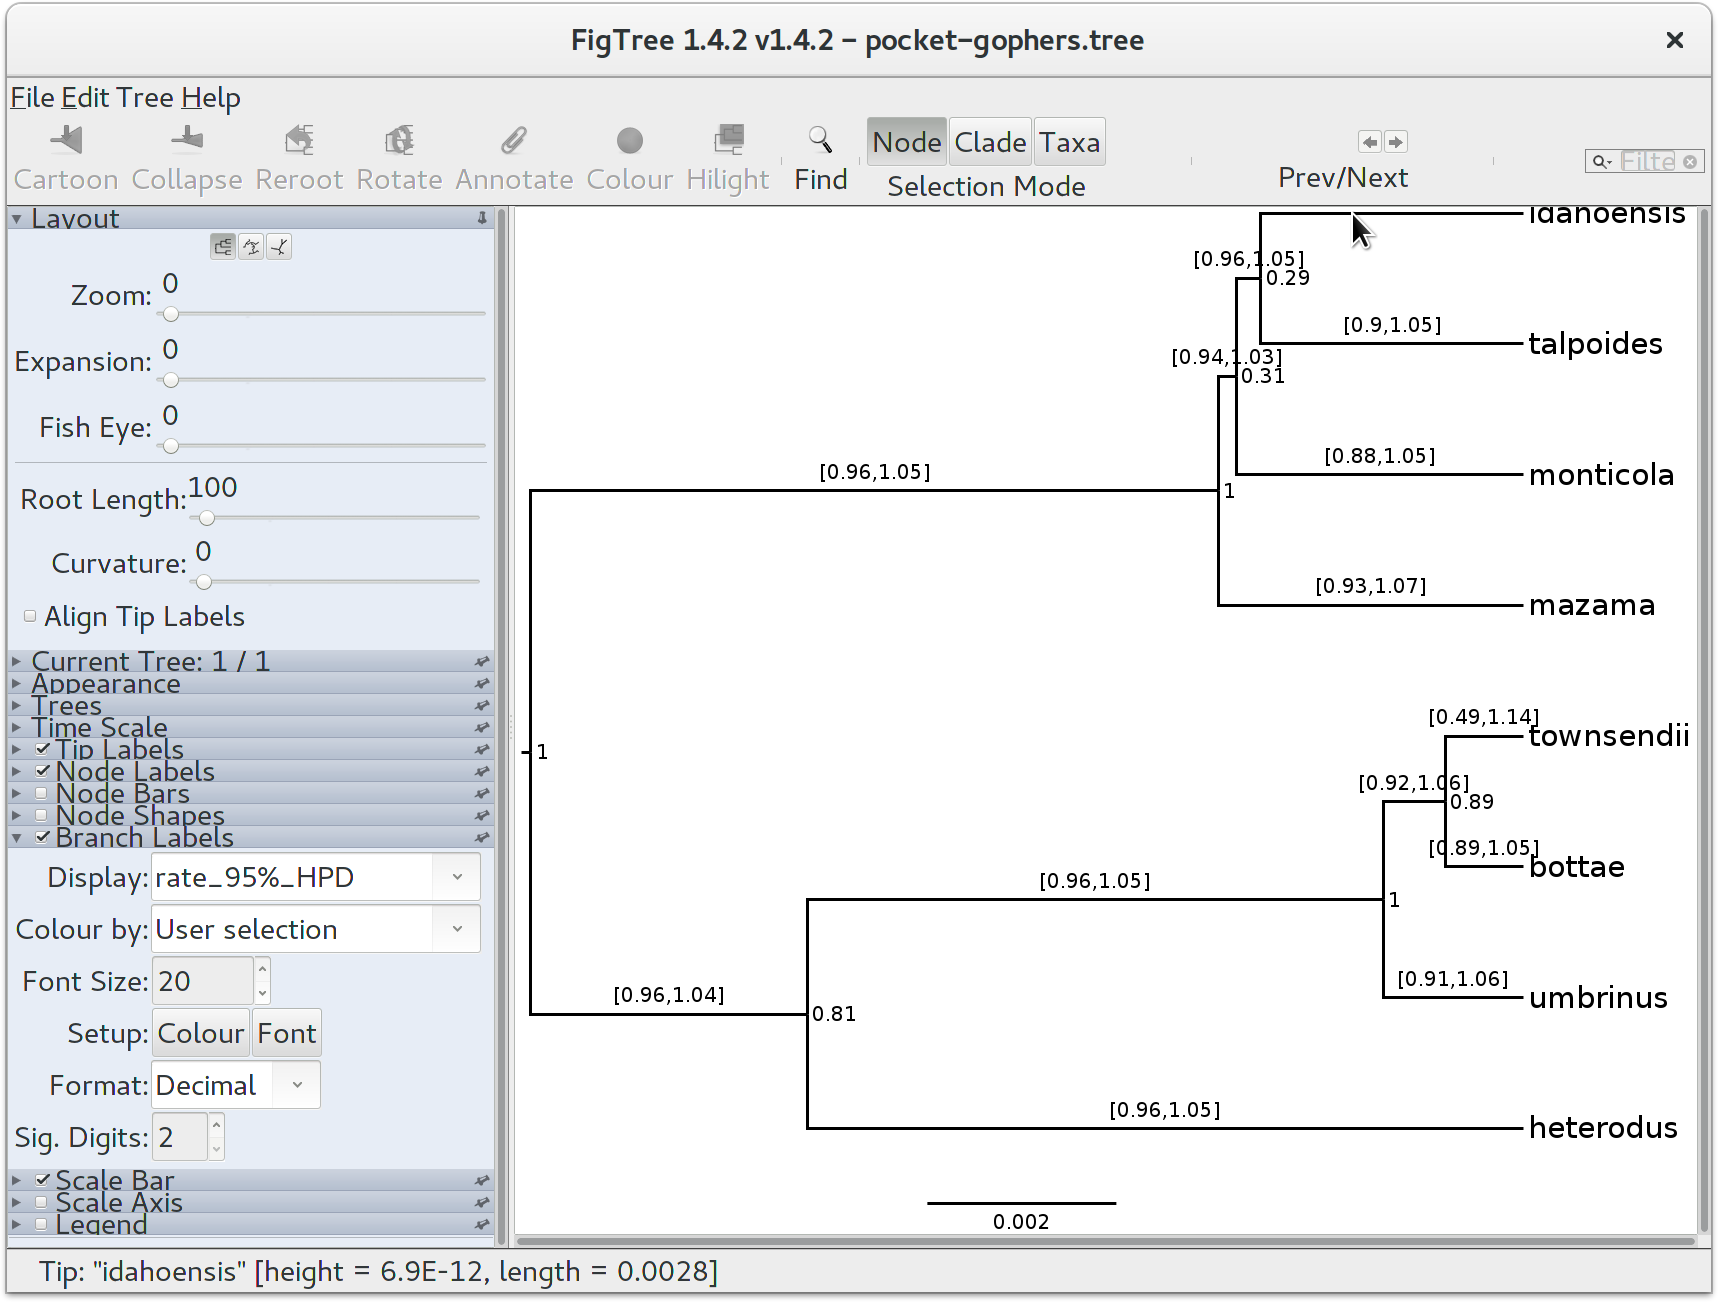 FigTree 1.4.2 v1.4.2 – pocket-gophers.tree
File Edit Tree Help
Cartoon Collapse Reroot Rotate Annotate Colour Hilight Find
Node Clade Taxa
Selection Mode
Prev/Next
Filte
Layout
Zoom: 0
Expansion: 0
Fish Eye: 0
Root Length: 100
Curvature: 0
Align Tip Labels
Current Tree: 1 / 1
Appearance
Trees
Time Scale
Tip Labels
Node Labels
Node Bars
Node Shapes
Branch Labels
Display: rate_95%_HPD
Colour by: User selection
Font Size: 20
Setup: Colour Font
Format: Decimal
Sig. Digits: 2
Scale Bar
Scale Axis
Legend
idahoensis
[0.96,1.05]
0.29
[0.9,1.05]
talpoides
[0.94,1.03]
0.31
[0.88,1.05]
monticola
[0.96,1.05]
1
[0.93,1.07]
mazama
[0.49,1.14]
townsendii
1
[0.92,1.06]
0.89
[0.89,1.05]
bottae
[0.96,1.05]
1
[0.91,1.06]
umbrinus
[0.96,1.04]
0.81
[0.96,1.05]
heterodus
0.002
Tip: "idahoensis" [height = 6.9E-12, length = 0.0028]